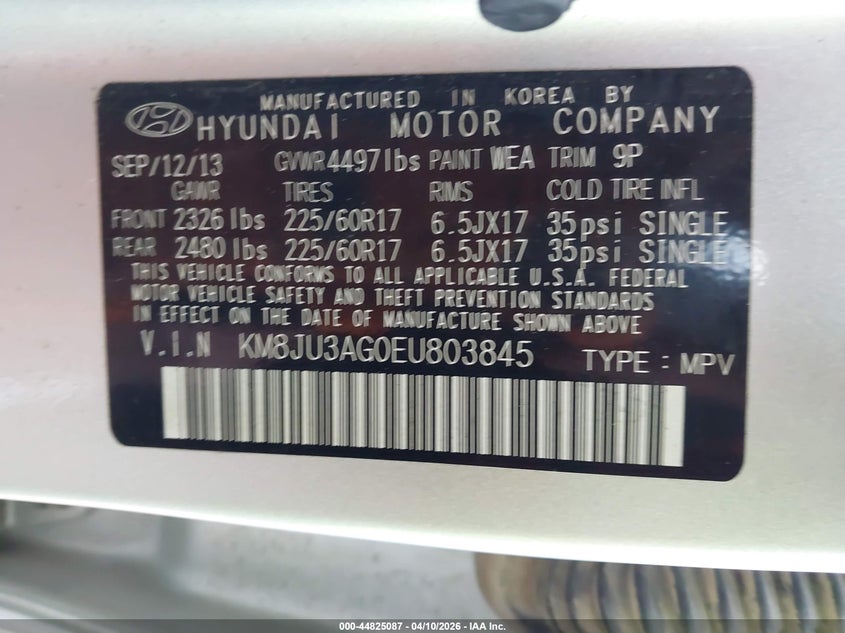 MANUFACTURED IN KOREA BY
HYUNDAI MOTOR COMPANY
SEP/12/13 GVWR4497lbs PAINT WEA TRIM 9P
GAWR TIRES RIMS COLD TIRE INFL
FRONT 2326 lbs 225/60R17 6.5JX17 35psi SINGLE
REAR 2480 lbs 225/60R17 6.5JX17 35psi SINGLE
THIS VEHICLE CONFORMS TO ALL APPLICABLE U.S.A. FEDERAL
MOTOR VEHICLE SAFETY AND THEFT PREVENTION STANDARDS
IN EFFECT ON THE DATE OF MANUFACTURE SHOWN ABOVE
V.I.N KM8JU3AG0EU803845 TYPE : MPV
000-44825087 - 04/10/2026 - IAA Inc.